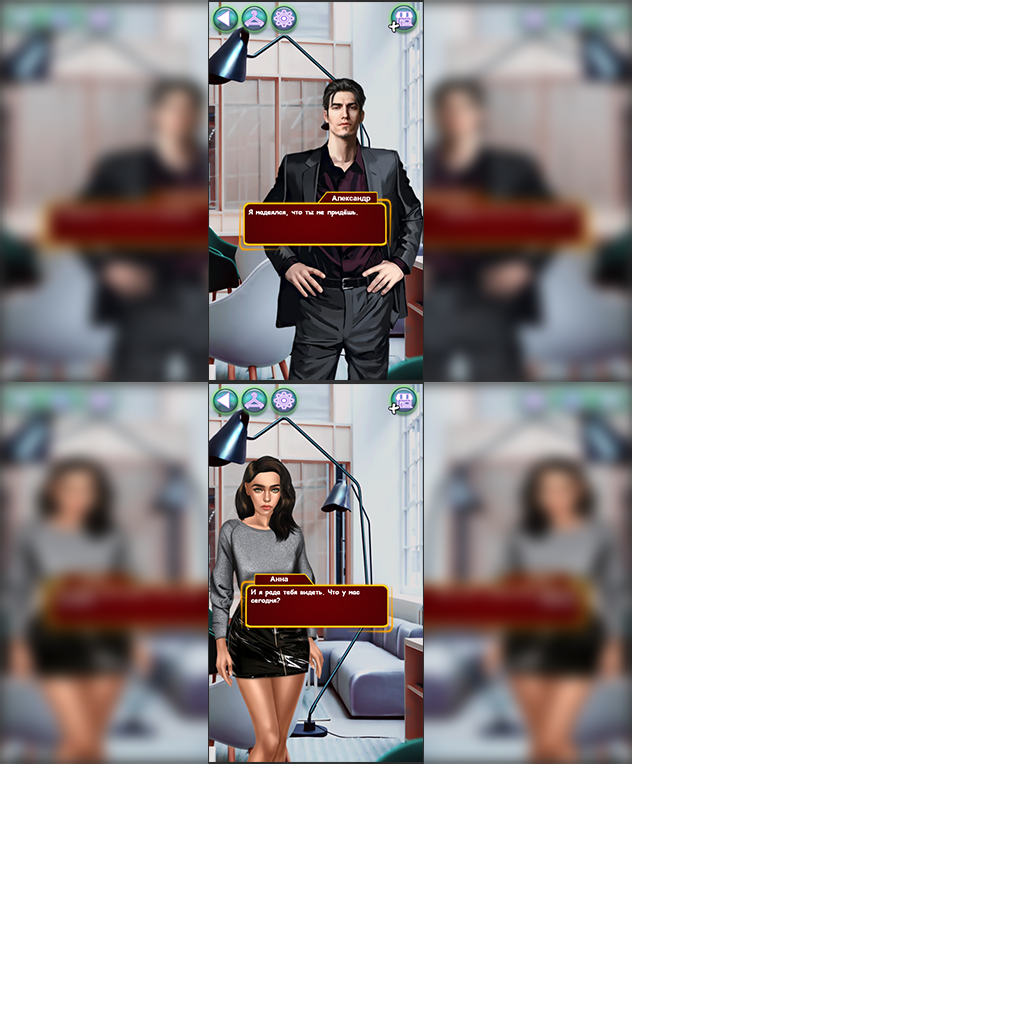 Александр
Я надеялся, что ты не придёшь.
Анна
И я рада тебя видеть. Что у нас
сегодня?